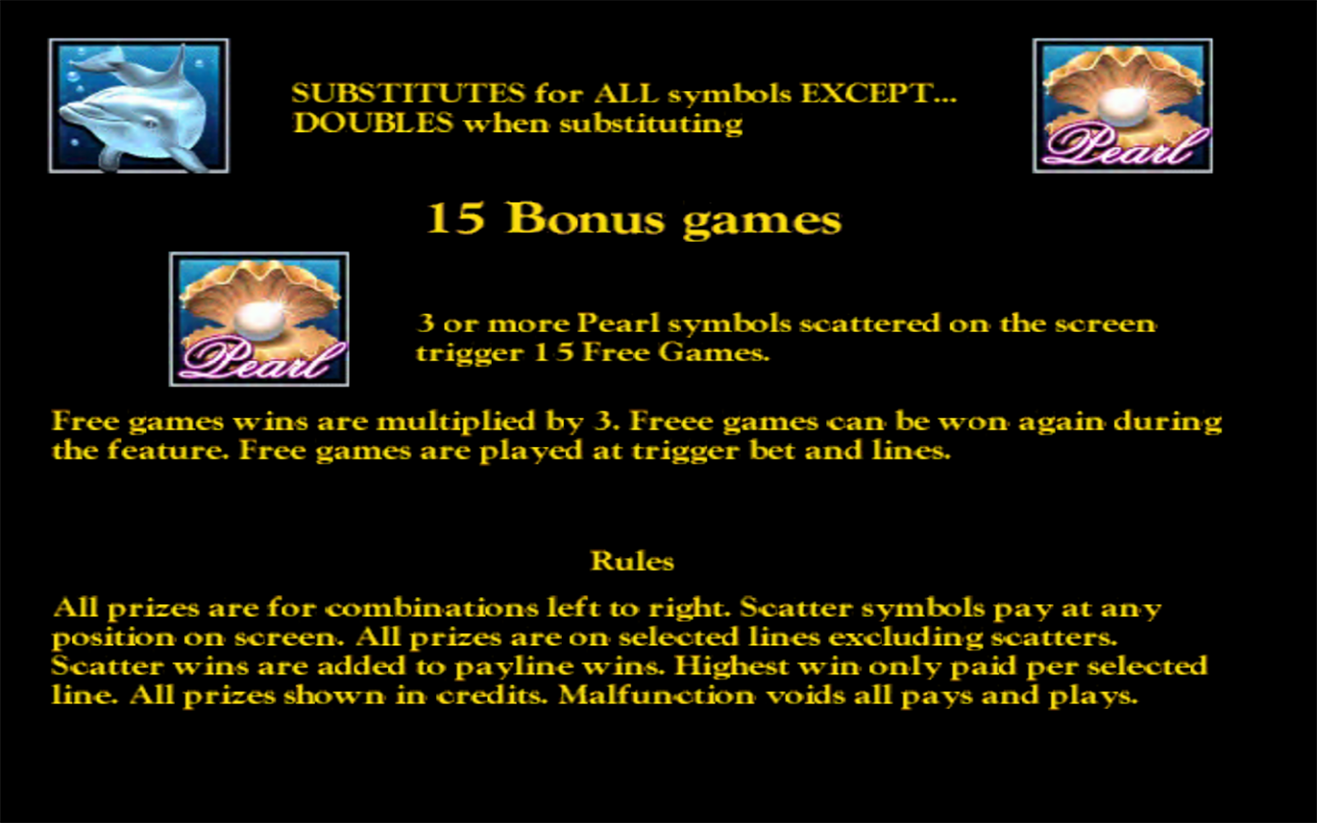 SUBSTITUTES for ALL symbols EXCEPT...
DOUBLES when substituting
Pearl
15 Bonus games
Pearl
3 or more Pearl symbols scattered on the screen
trigger 15 Free Games.
Free games wins are multiplied by 3. Freee games can be won again during
the feature. Free games are played at trigger bet and lines.
Rules
All prizes are for combinations left to right. Scatter symbols pay at any
position on screen. All prizes are on selected lines excluding scatters.
Scatter wins are added to payline wins. Highest win only paid per selected
line. All prizes shown in credits. Malfunction voids all pays and plays.